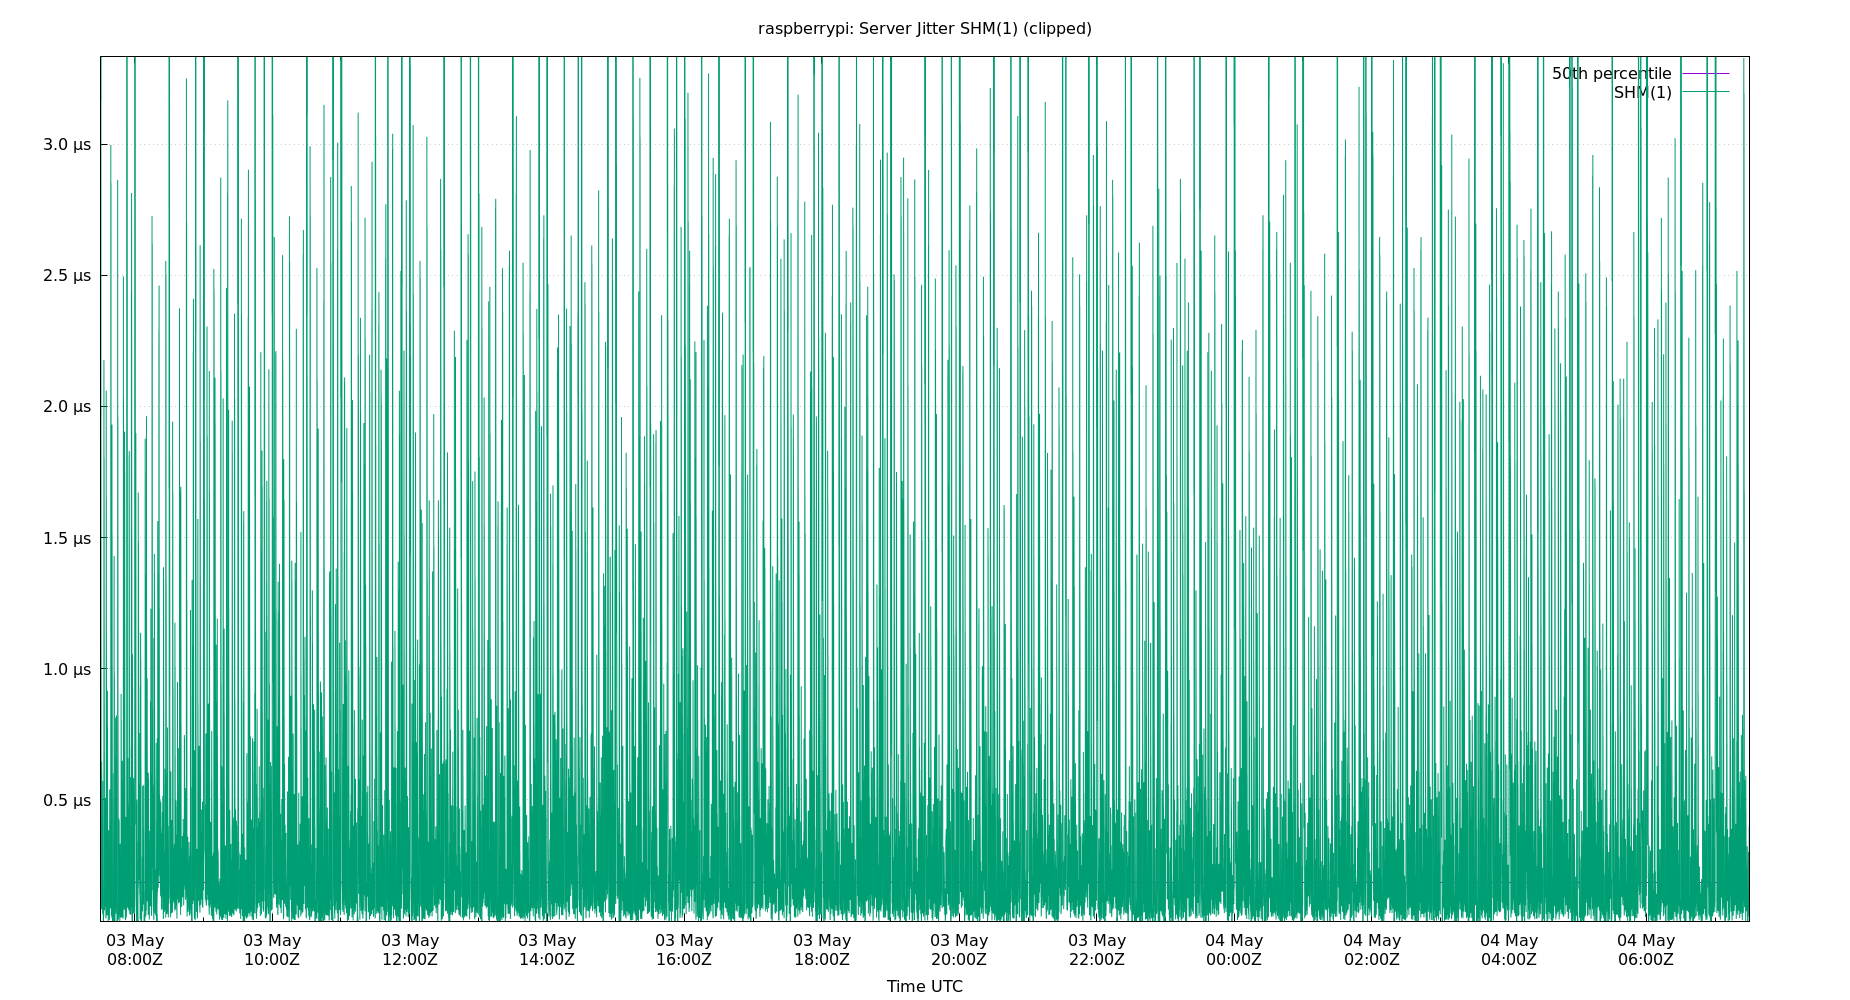 raspberrypi: Server Jitter SHM(1) (clipped)
50th percentile
SHM(1)
3.0 μs
2.5 μs
2.0 μs
1.5 μs
1.0 μs
0.5 μs
03 May 03 May 03 May 03 May 03 May 03 May 03 May 03 May 04 May 04 May 04 May 04 May
08:00Z 10:00Z 12:00Z 14:00Z 16:00Z 18:00Z 20:00Z 22:00Z 00:00Z 02:00Z 04:00Z 06:00Z
Time UTC